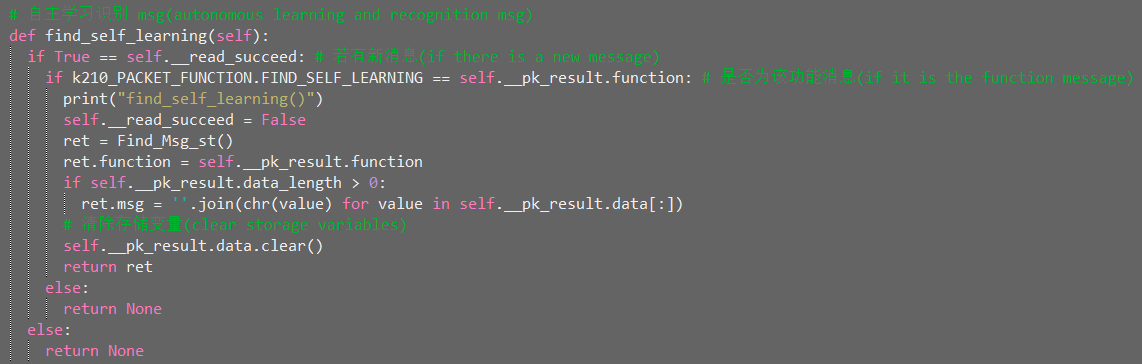 # 自主学习识别 msg(autonomous learning and recognition msg)
def find_self_learning(self):
if True == self.__read_succeed: # 若有新消息(if there is a new message)
if k210_PACKET_FUNCTION.FIND_SELF_LEARNING == self.__pk_result.function: # 是否为该功能消息(if it is the function message)
print("find_self_learning()")
self.__read_succeed = False
ret = Find_Msg_st()
ret.function = self.__pk_result.function
if self.__pk_result.data_length > 0:
ret.msg = ''.join(chr(value) for value in self.__pk_result.data[:])
# 清除存储变量(clear storage variables)
self.__pk_result.data.clear()
return ret
else:
return None
else:
return None